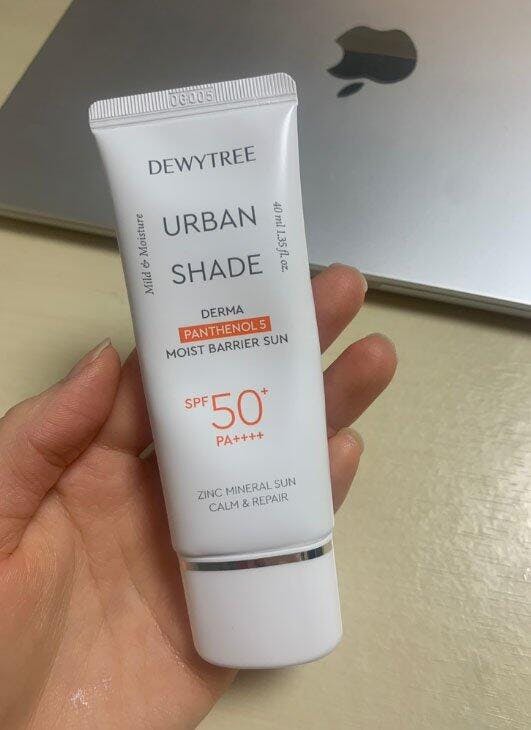 06005
DEWYTREE
URBAN
SHADE
Mild & Moisture
40 ml 1.35 fl. oz.
DERMA
PANTHENOL 5
MOIST BARRIER SUN
SPF 50+
PA++++
ZINC MINERAL SUN
CALM & REPAIR